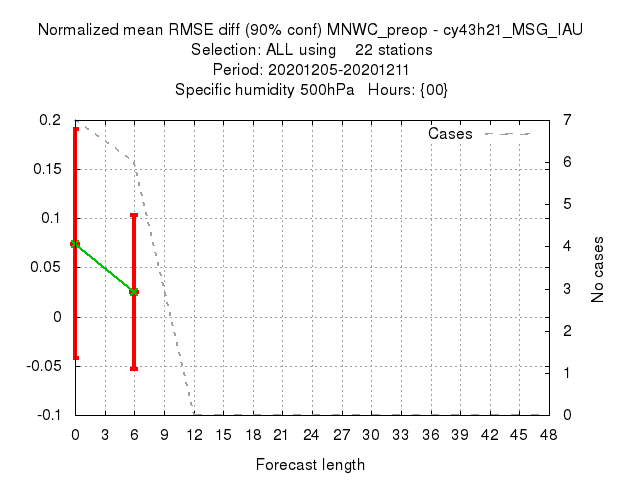 Normalized mean RMSE diff (90% conf) MNWC_preop - cy43h21_MSG_IAU
Selection: ALL using 22 stations
Period: 20201205-20201211
Specific humidity 500hPa Hours: {00}
Cases
0.2
0.15
0.1
0.05
0
-0.05
-0.1
7
6
5
4
3
2
1
0
No cases
0 3 6 9 12 15 18 21 24 27 30 33 36 39 42 45 48
Forecast length